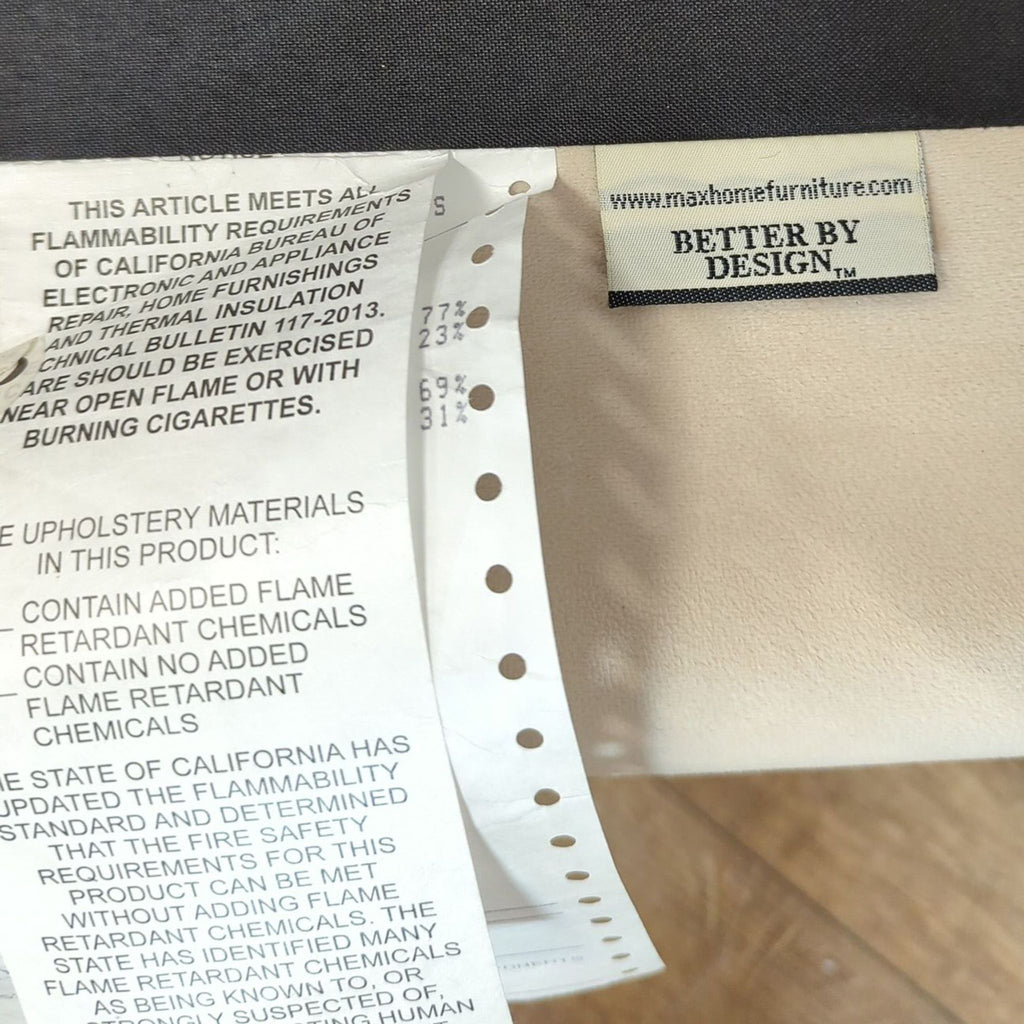 THIS ARTICLE MEETS ALL
FLAMMABILITY REQUIREMENTS
OF CALIFORNIA BUREAU OF
ELECTRONIC AND APPLIANCE
REPAIR, HOME FURNISHINGS
AND THERMAL INSULATION
CHNICAL BULLETIN 117-2013.
ARE SHOULD BE EXERCISED
NEAR OPEN FLAME OR WITH
BURNING CIGARETTES.
E UPHOLSTERY MATERIALS
IN THIS PRODUCT:
CONTAIN ADDED FLAME
RETARDANT CHEMICALS
CONTAIN NO ADDED
FLAME RETARDANT
CHEMICALS
HE STATE OF CALIFORNIA HAS
UPDATED THE FLAMMABILITY
STANDARD AND DETERMINED
THAT THE FIRE SAFETY
REQUIREMENTS FOR THIS
PRODUCT CAN BE MET
WITHOUT ADDING FLAME
RETARDANT CHEMICALS. THE
STATE HAS IDENTIFIED MANY
FLAME RETARDANT CHEMICALS
AS BEING KNOWN TO, OR
STRONGLY SUSPECTED OF,
HUMAN
S
77%
23%
69%
31%
www.maxhomefurniture.com
BETTER BY
DESIGN™